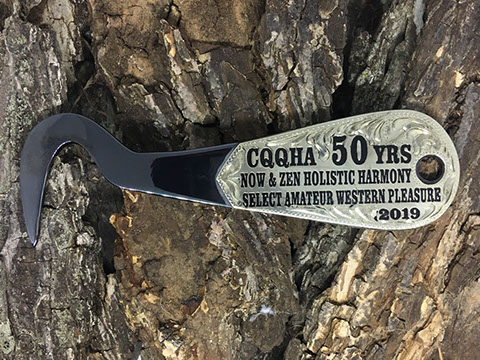 CQQHA 50 YRS
NOW & ZEN HOLISTIC HARMONY
SELECT AMATEUR WESTERN PLEASURE
2019